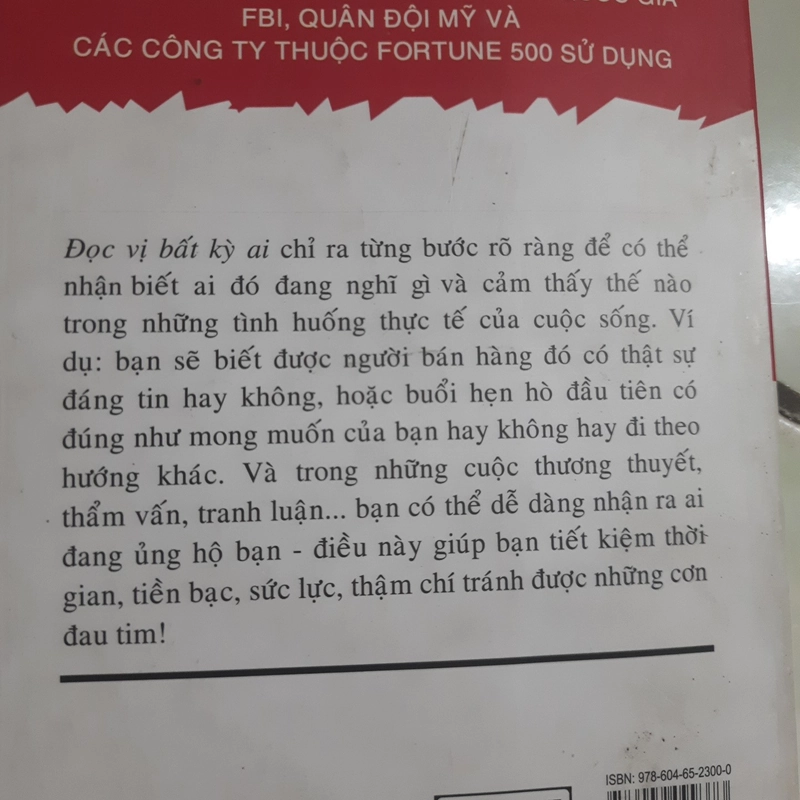 FBI, QUÂN ĐỘI MỸ VÀ
CÁC CÔNG TY THUỘC FORTUNE 500 SỬ DỤNG
Đọc vị bất kỳ ai chỉ ra từng bước rõ ràng để có thể
nhận biết ai đó đang nghĩ gì và cảm thấy thế nào
trong những tình huống thực tế của cuộc sống. Ví
dụ: bạn sẽ biết được người bán hàng đó có thật sự
đáng tin hay không, hoặc buổi hẹn hò đầu tiên có
đúng như mong muốn của bạn hay không hay đi theo
hướng khác. Và trong những cuộc thương thuyết,
thẩm vấn, tranh luận... bạn có thể dễ dàng nhận ra ai
đang ủng hộ bạn - điều này giúp bạn tiết kiệm thời
gian, tiền bạc, sức lực, thậm chí tránh được những cơn
đau tim!
ISBN: 978-604-65-2300-0